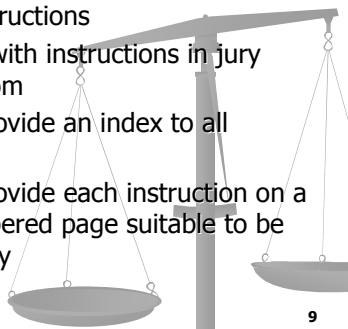 ructions
with instructions in jury
om
ovide an index to all
ovide each instruction on a
bered page suitable to be
y
9